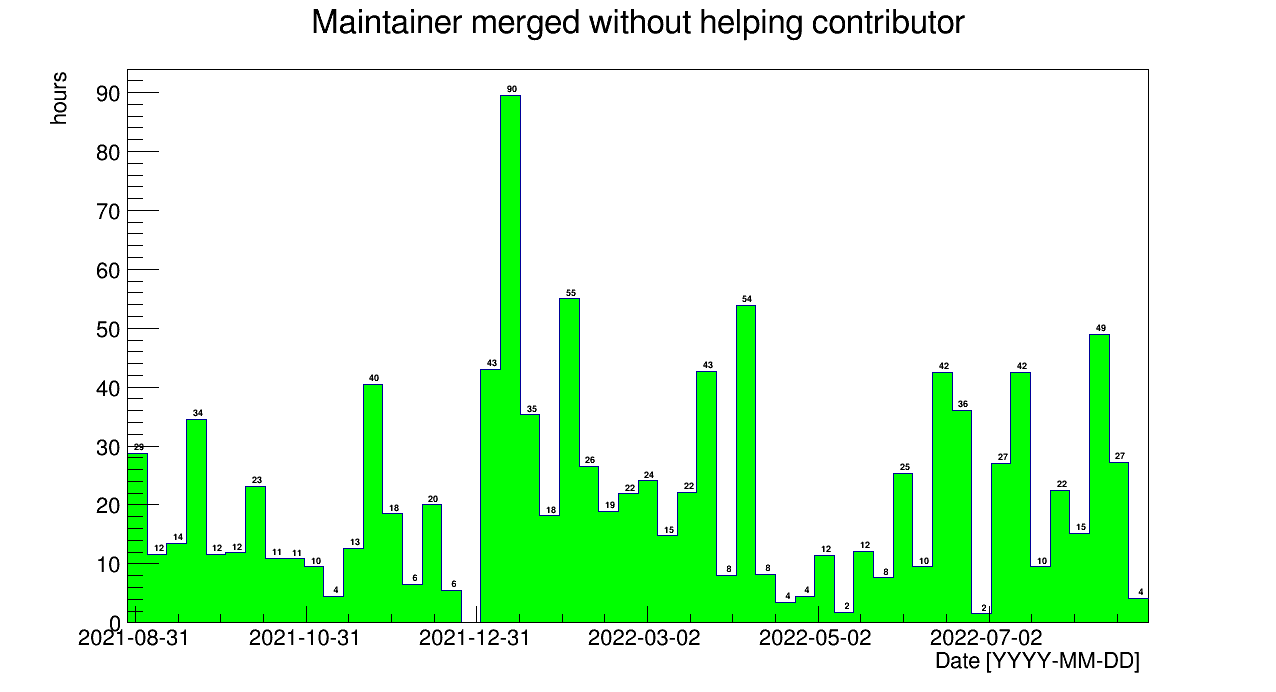 Maintainer merged without helping contributor
hours
90
80
70
60
50
40
30
20
10
0
29 12 14 34 12 12 23 11 11 10 4 13 40 18 6 20 6 43 90 35 18 55 26 19 22 24 15 22 43 8 54 8 4 4 12 2 12 8 25 10 42 36 2 27 42 10 22 15 49 27 4
2021-08-31 2021-10-31 2021-12-31 2022-03-02 2022-05-02 2022-07-02
Date [YYYY-MM-DD]